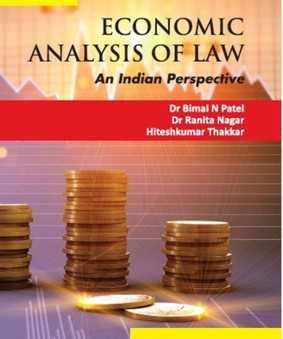 ECONOMIC
ANALYSIS OF LAW
An Indian Perspective
Dr Bimal N Patel
Dr Ranita Nagar
Hiteshkumar Thakkar